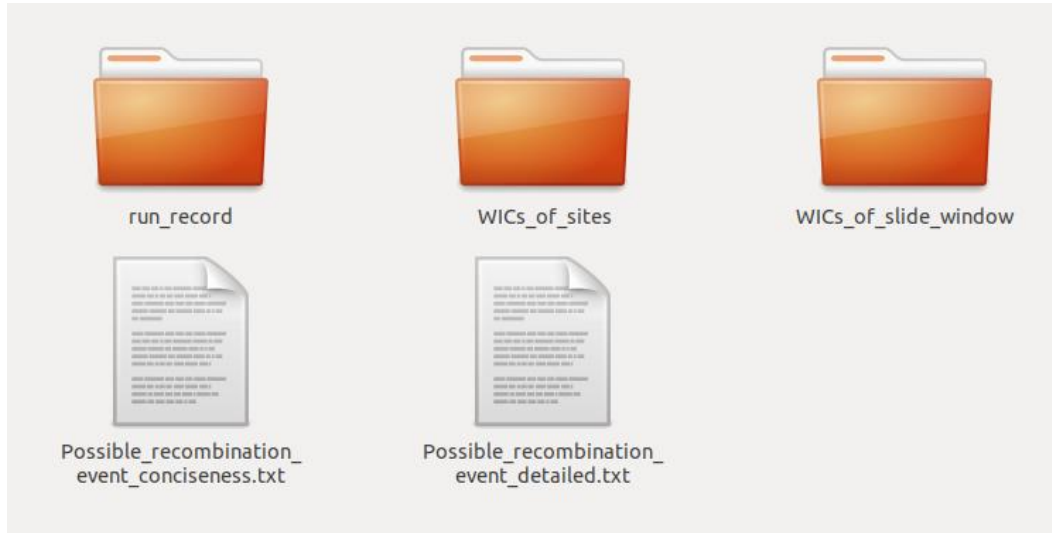 run_record
WICs_of_sites
WICs_of_slide_window
Possible_recombination_
event_conciseness.txt
Possible_recombination_
event_detailed.txt